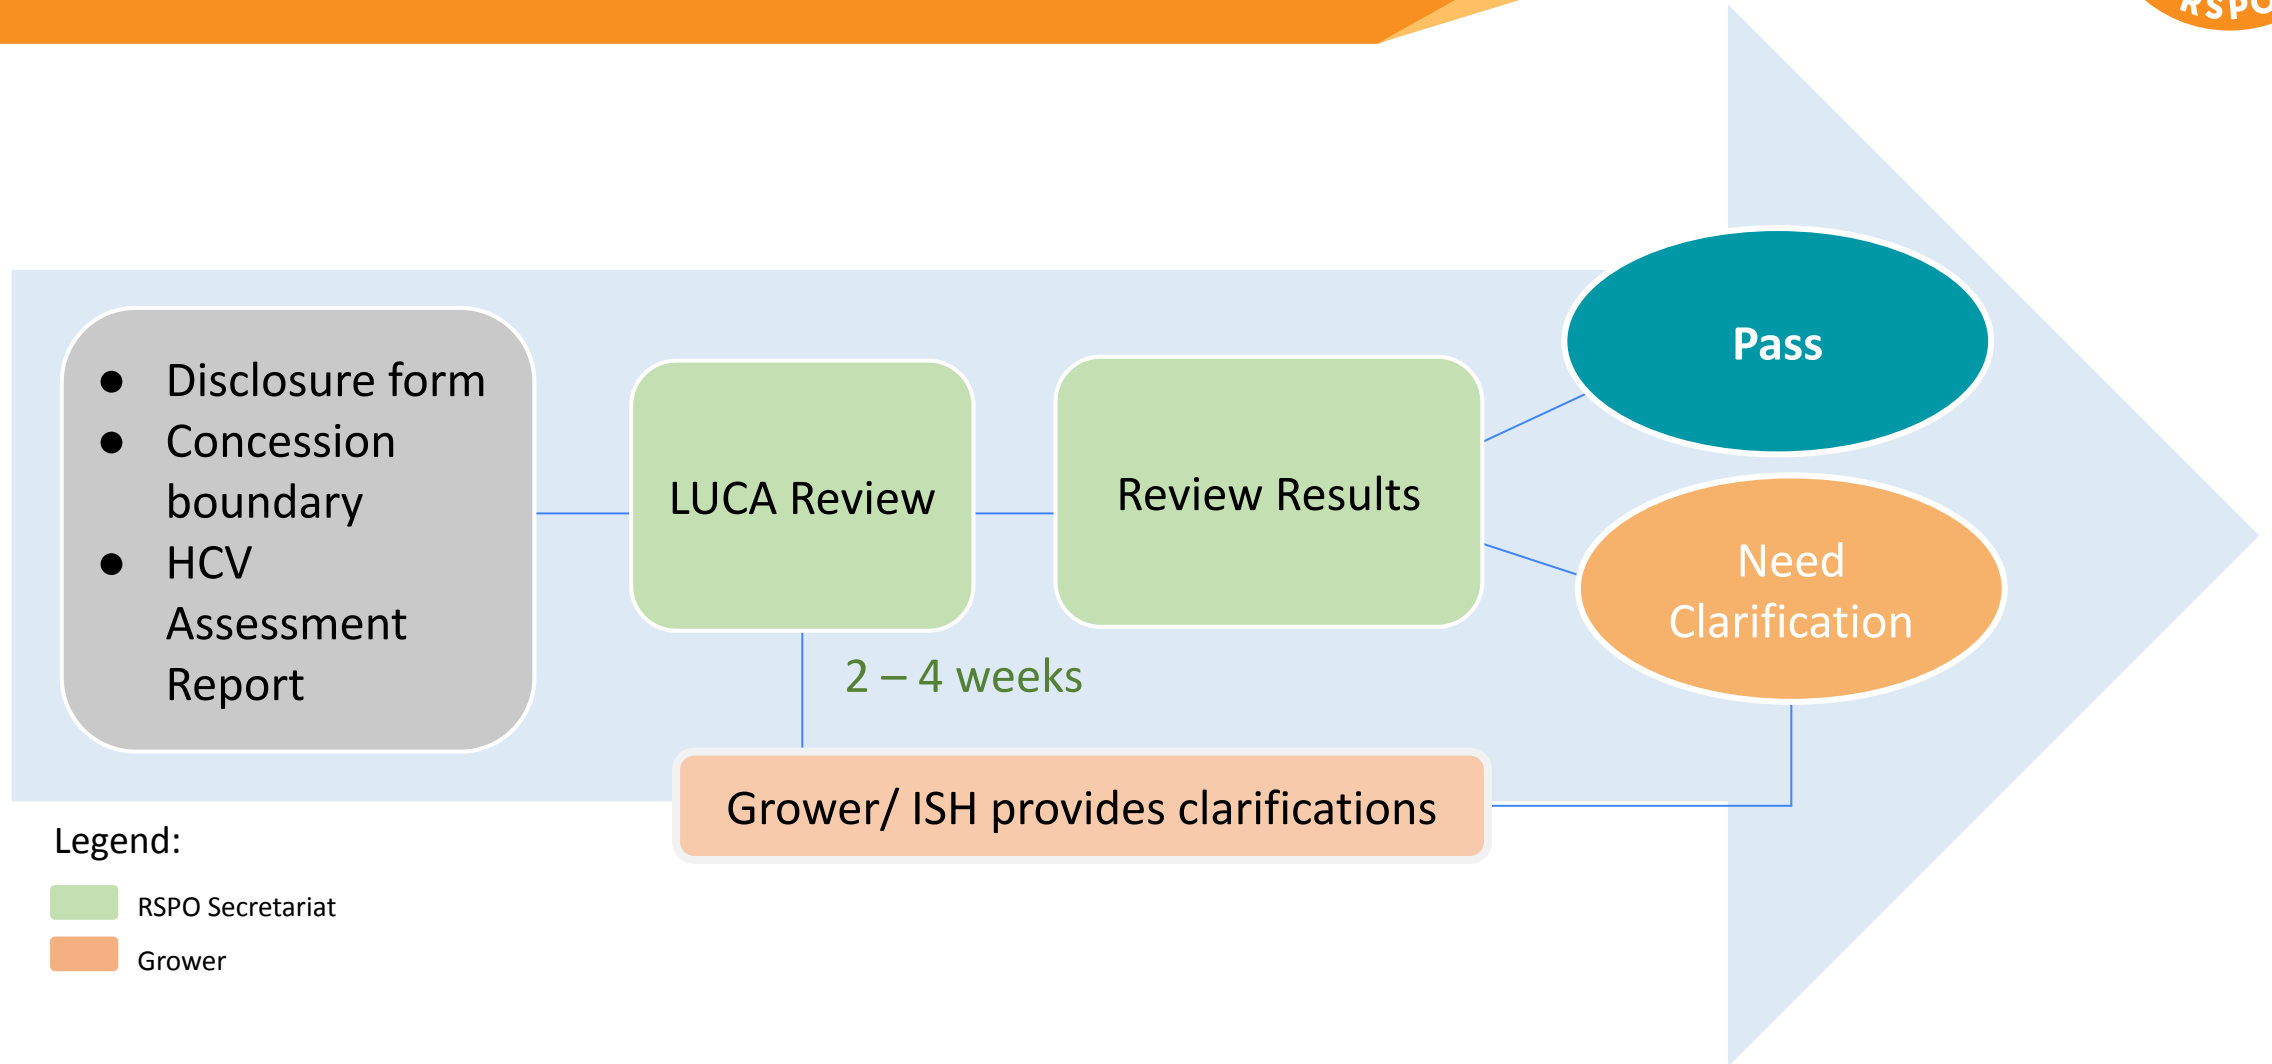 RSPO
● Disclosure form
● Concession
boundary
● HCV
Assessment
Report
LUCA Review
Review Results
Pass
Need
Clarification
2 – 4 weeks
Grower/ ISH provides clarifications
Legend:
RSPO Secretariat
Grower